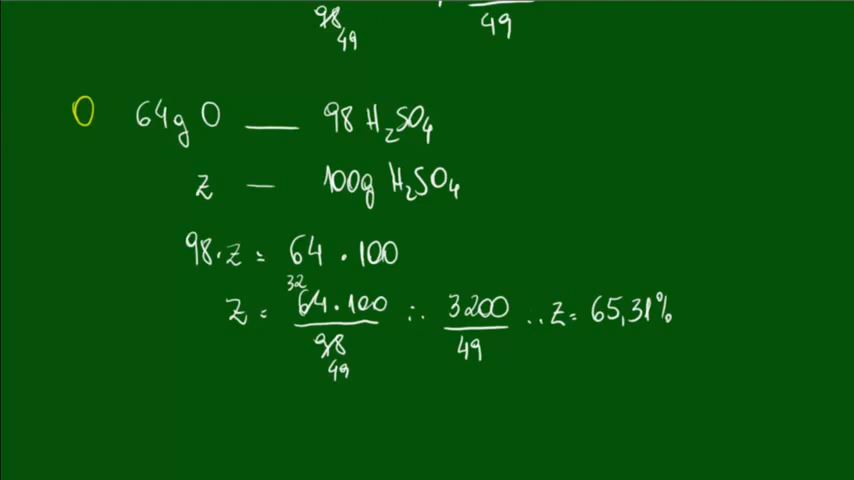 98
49
49
O 64g O — 98 H₂SO₄
z — 100g H₂SO₄
98.z = 64 . 100
32
z = 64.100 ∴ 3200 ∴ z = 65,31%
98 49
49